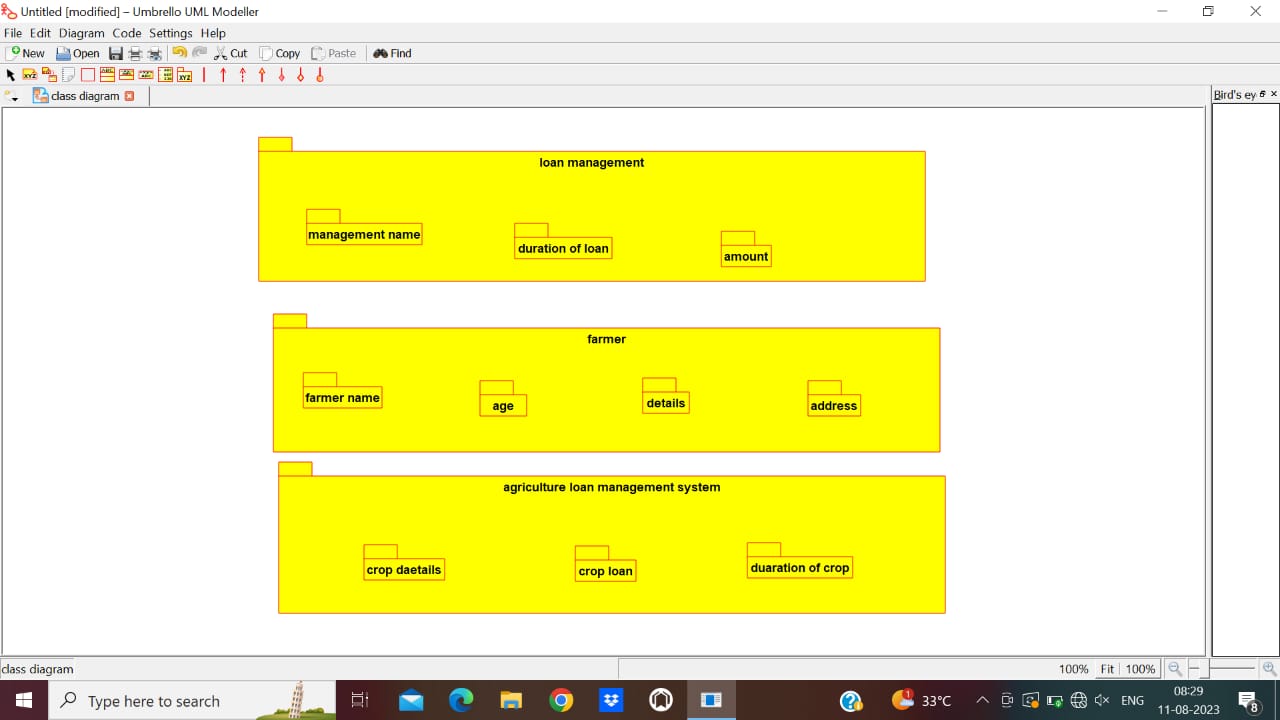 Untitled [modified] – Umbrello UML Modeller
File Edit Diagram Code Settings Help
New Open Cut Copy Paste Find
class diagram
Bird's ey
loan management
management name
duration of loan
amount
farmer
farmer name
age
details
address
agriculture loan management system
crop daetails
crop loan
duaration of crop
class diagram
100% Fit 100%
Type here to search
1
33°C
ENG
08:29
11-08-2023
8